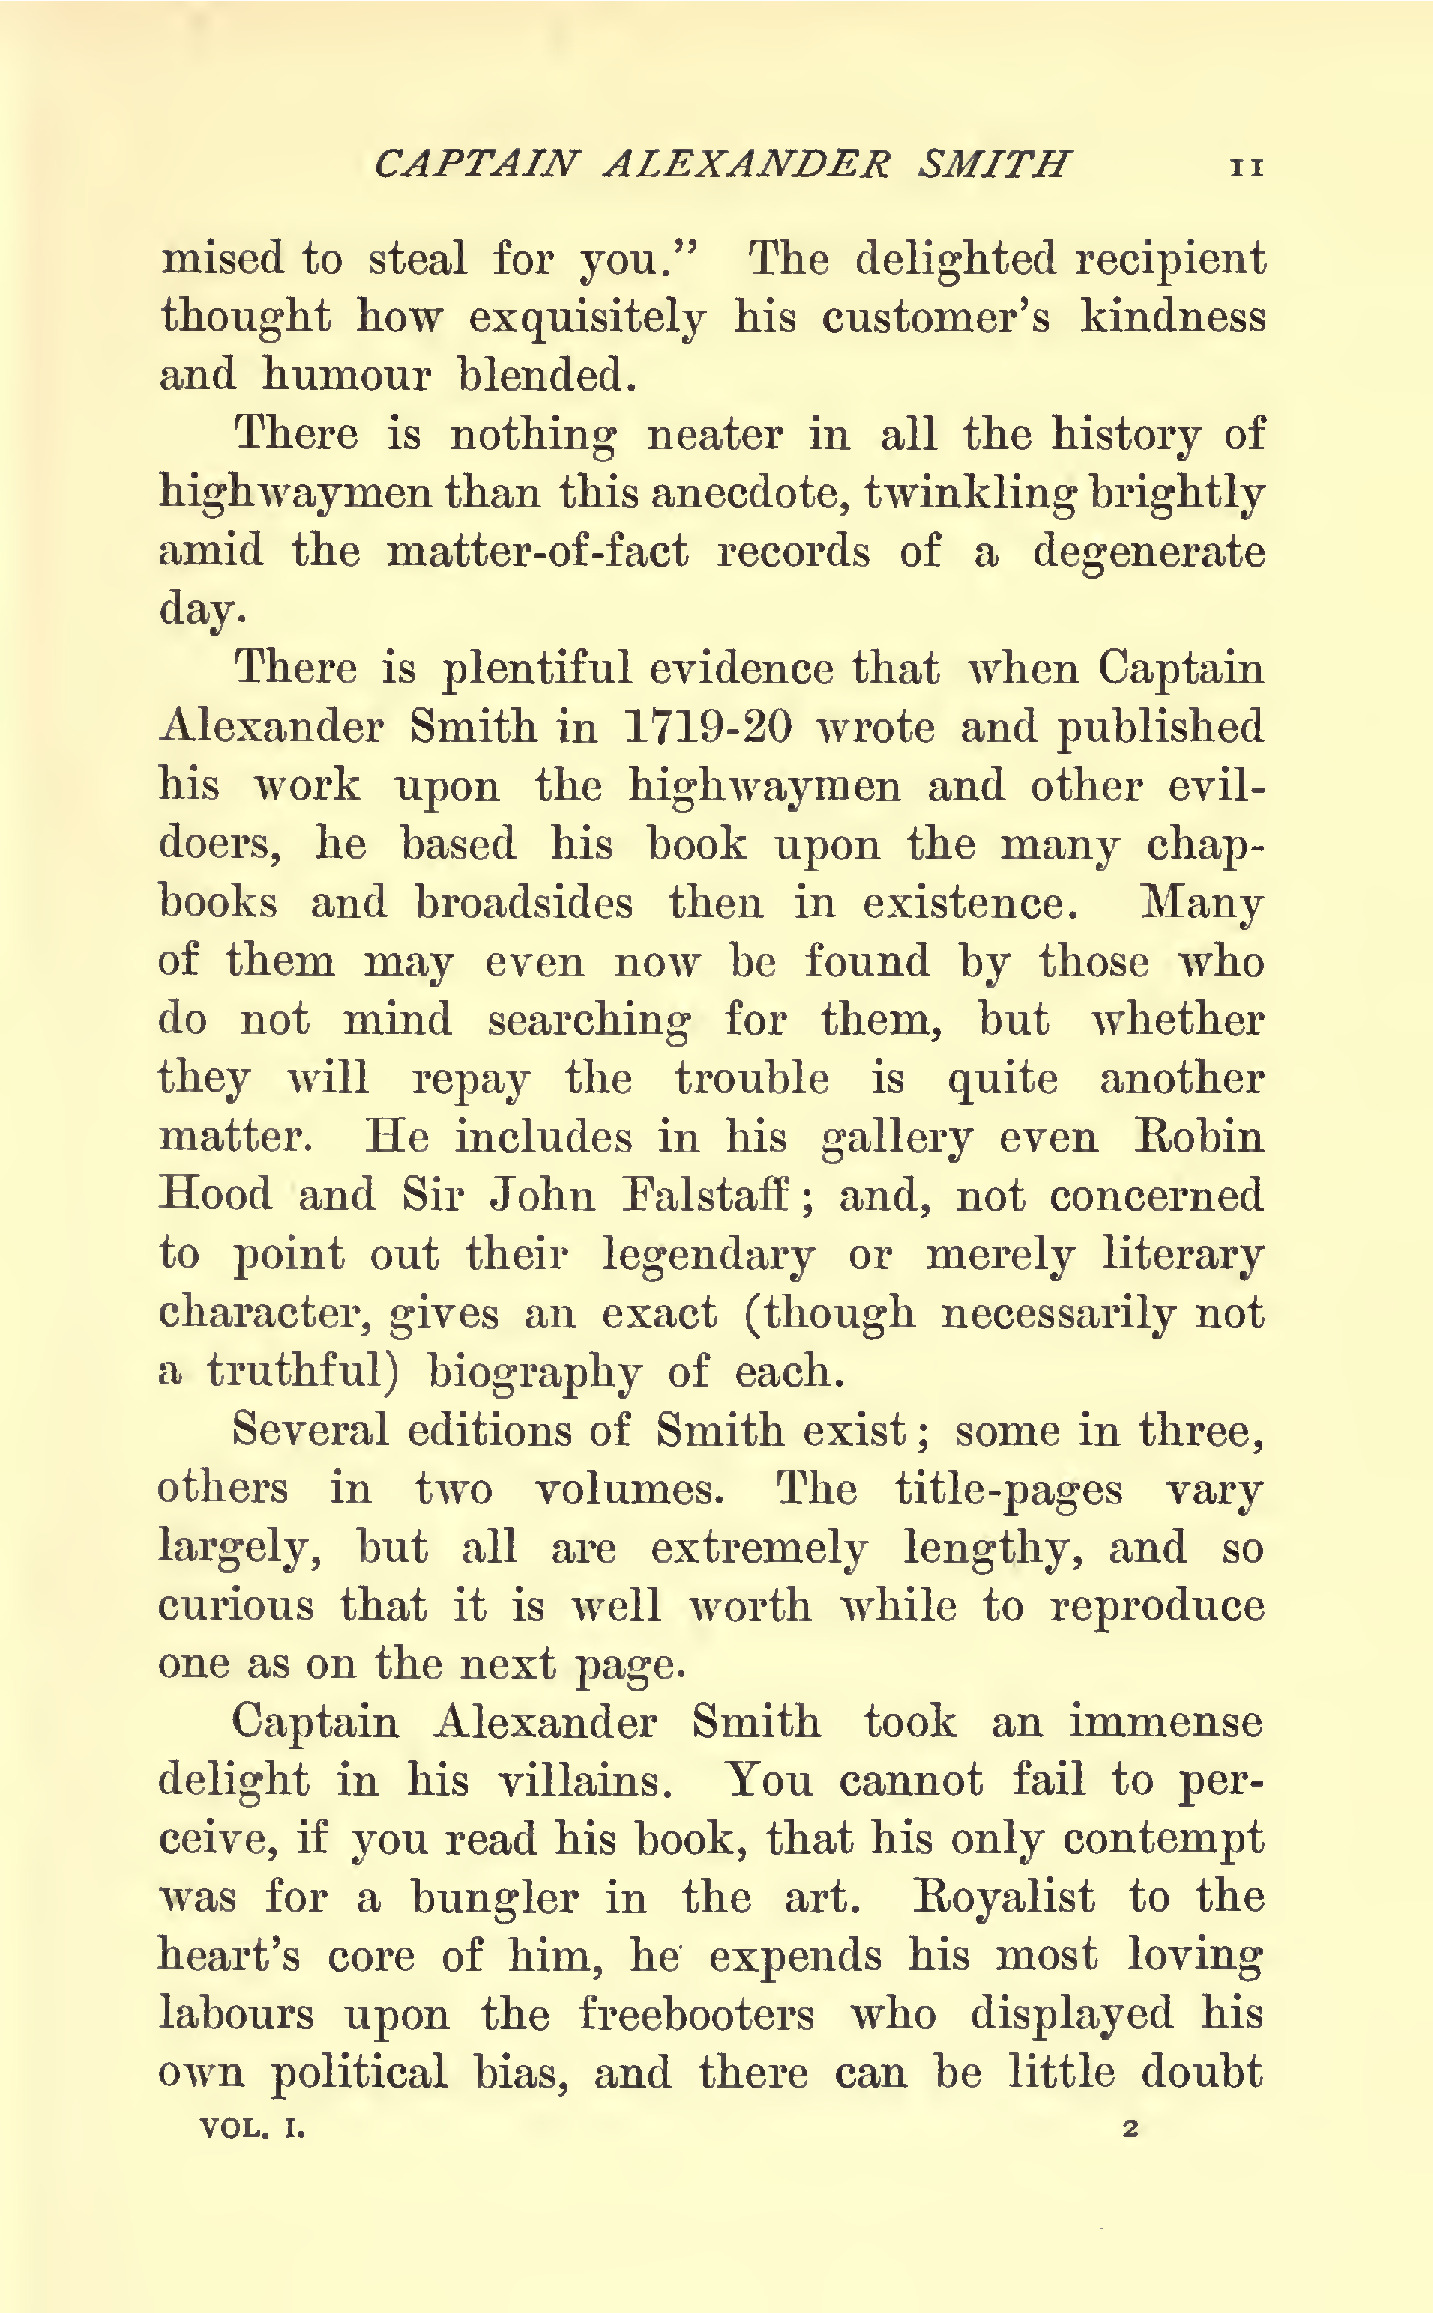 CAPTAIN ALEXANDER SMITH 11
mised to steal for you.” The delighted recipient
thought how exquisitely his customer’s kindness
and humour blended.
There is nothing neater in all the history of
highwaymen than this anecdote, twinkling brightly
amid the matter-of-fact records of a degenerate
day.
There is plentiful evidence that when Captain
Alexander Smith in 1719-20 wrote and published
his work upon the highwaymen and other evil-
doers, he based his book upon the many chap-
books and broadsides then in existence. Many
of them may even now be found by those who
do not mind searching for them, but whether
they will repay the trouble is quite another
matter. He includes in his gallery even Robin
Hood and Sir John Falstaff; and, not concerned
to point out their legendary or merely literary
character, gives an exact (though necessarily not
a truthful) biography of each.
Several editions of Smith exist; some in three,
others in two volumes. The title-pages vary
largely, but all are extremely lengthy, and so
curious that it is well worth while to reproduce
one as on the next page.
Captain Alexander Smith took an immense
delight in his villains. You cannot fail to per-
ceive, if you read his book, that his only contempt
was for a bungler in the art. Royalist to the
heart’s core of him, he expends his most loving
labours upon the freebooters who displayed his
own political bias, and there can be little doubt
VOL. I. 2